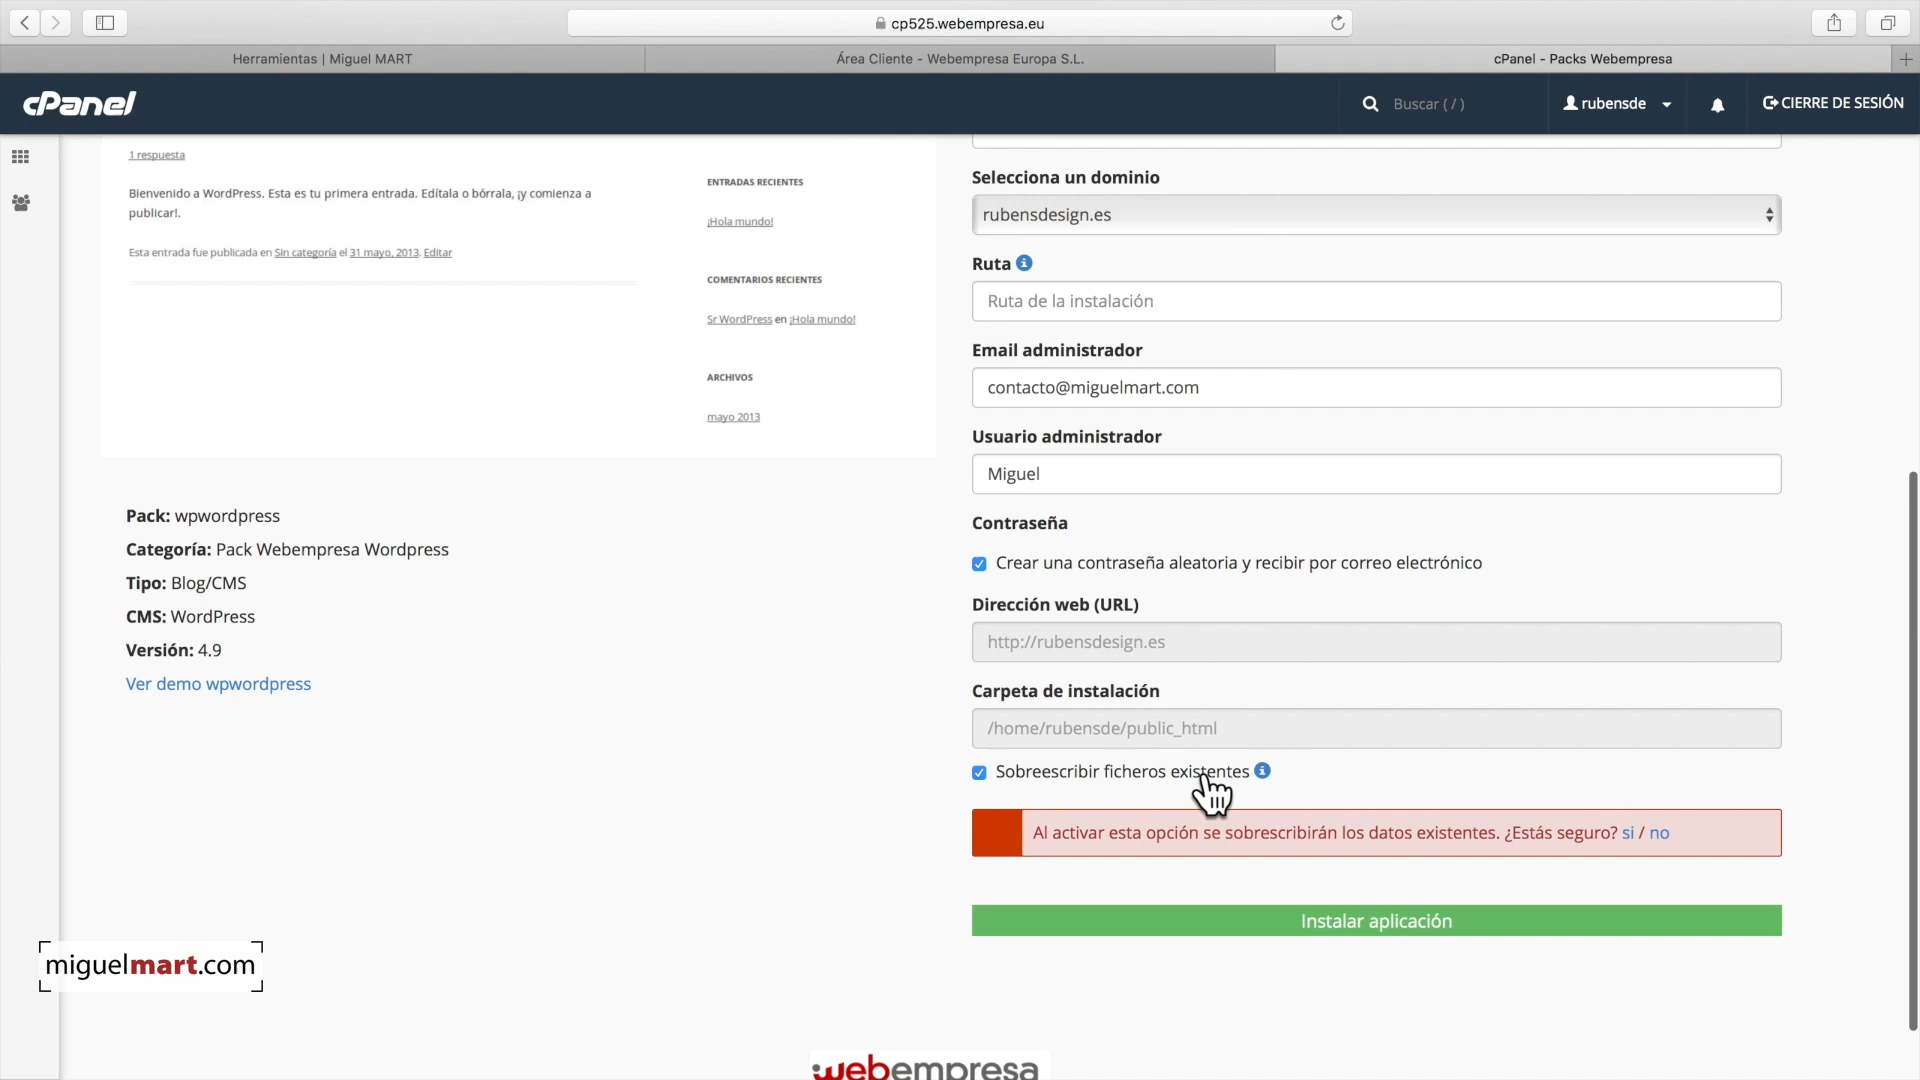 cp525.webempresa.eu
Herramientas | Miguel MART
Área Cliente - Webempresa Europa S.L.
cPanel - Packs Webempresa
cPanel
Buscar ( / )
rubensde
CIERRE DE SESIÓN
1 respuesta
Bienvenido a WordPress. Esta es tu primera entrada. Edítala o bórrala, ¡y comienza a
publicar!.
Esta entrada fue publicada en Sin categoría el 31 mayo, 2013. Editar
ENTRADAS RECIENTES
¡Hola mundo!
COMENTARIOS RECIENTES
Sr WordPress en ¡Hola mundo!
ARCHIVOS
mayo 2013
Pack: wpwordpress
Categoría: Pack Webempresa Wordpress
Tipo: Blog/CMS
CMS: WordPress
Versión: 4.9
Ver demo wpwordpress
Selecciona un dominio
rubensdesign.es
Ruta
Ruta de la instalación
Email administrador
contacto@miguelmart.com
Usuario administrador
Miguel
Contraseña
Crear una contraseña aleatoria y recibir por correo electrónico
Dirección web (URL)
http://rubensdesign.es
Carpeta de instalación
/home/rubensde/public_html
Sobreescribir ficheros existentes
Al activar esta opción se sobrescribirán los datos existentes. ¿Estás seguro? si / no
Instalar aplicación
miguelmart.com
webempresa